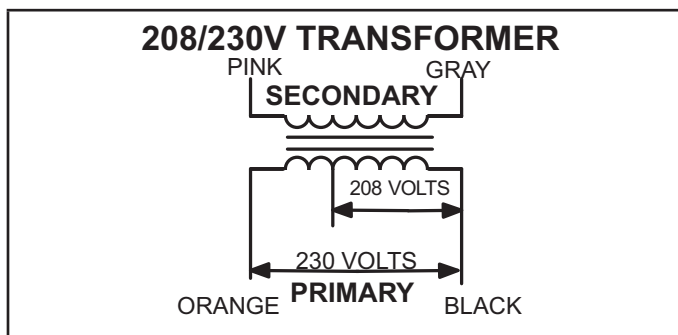 208/230V TRANSFORMER
PINK GRAY
SECONDARY
208 VOLTS
230 VOLTS
PRIMARY
ORANGE BLACK